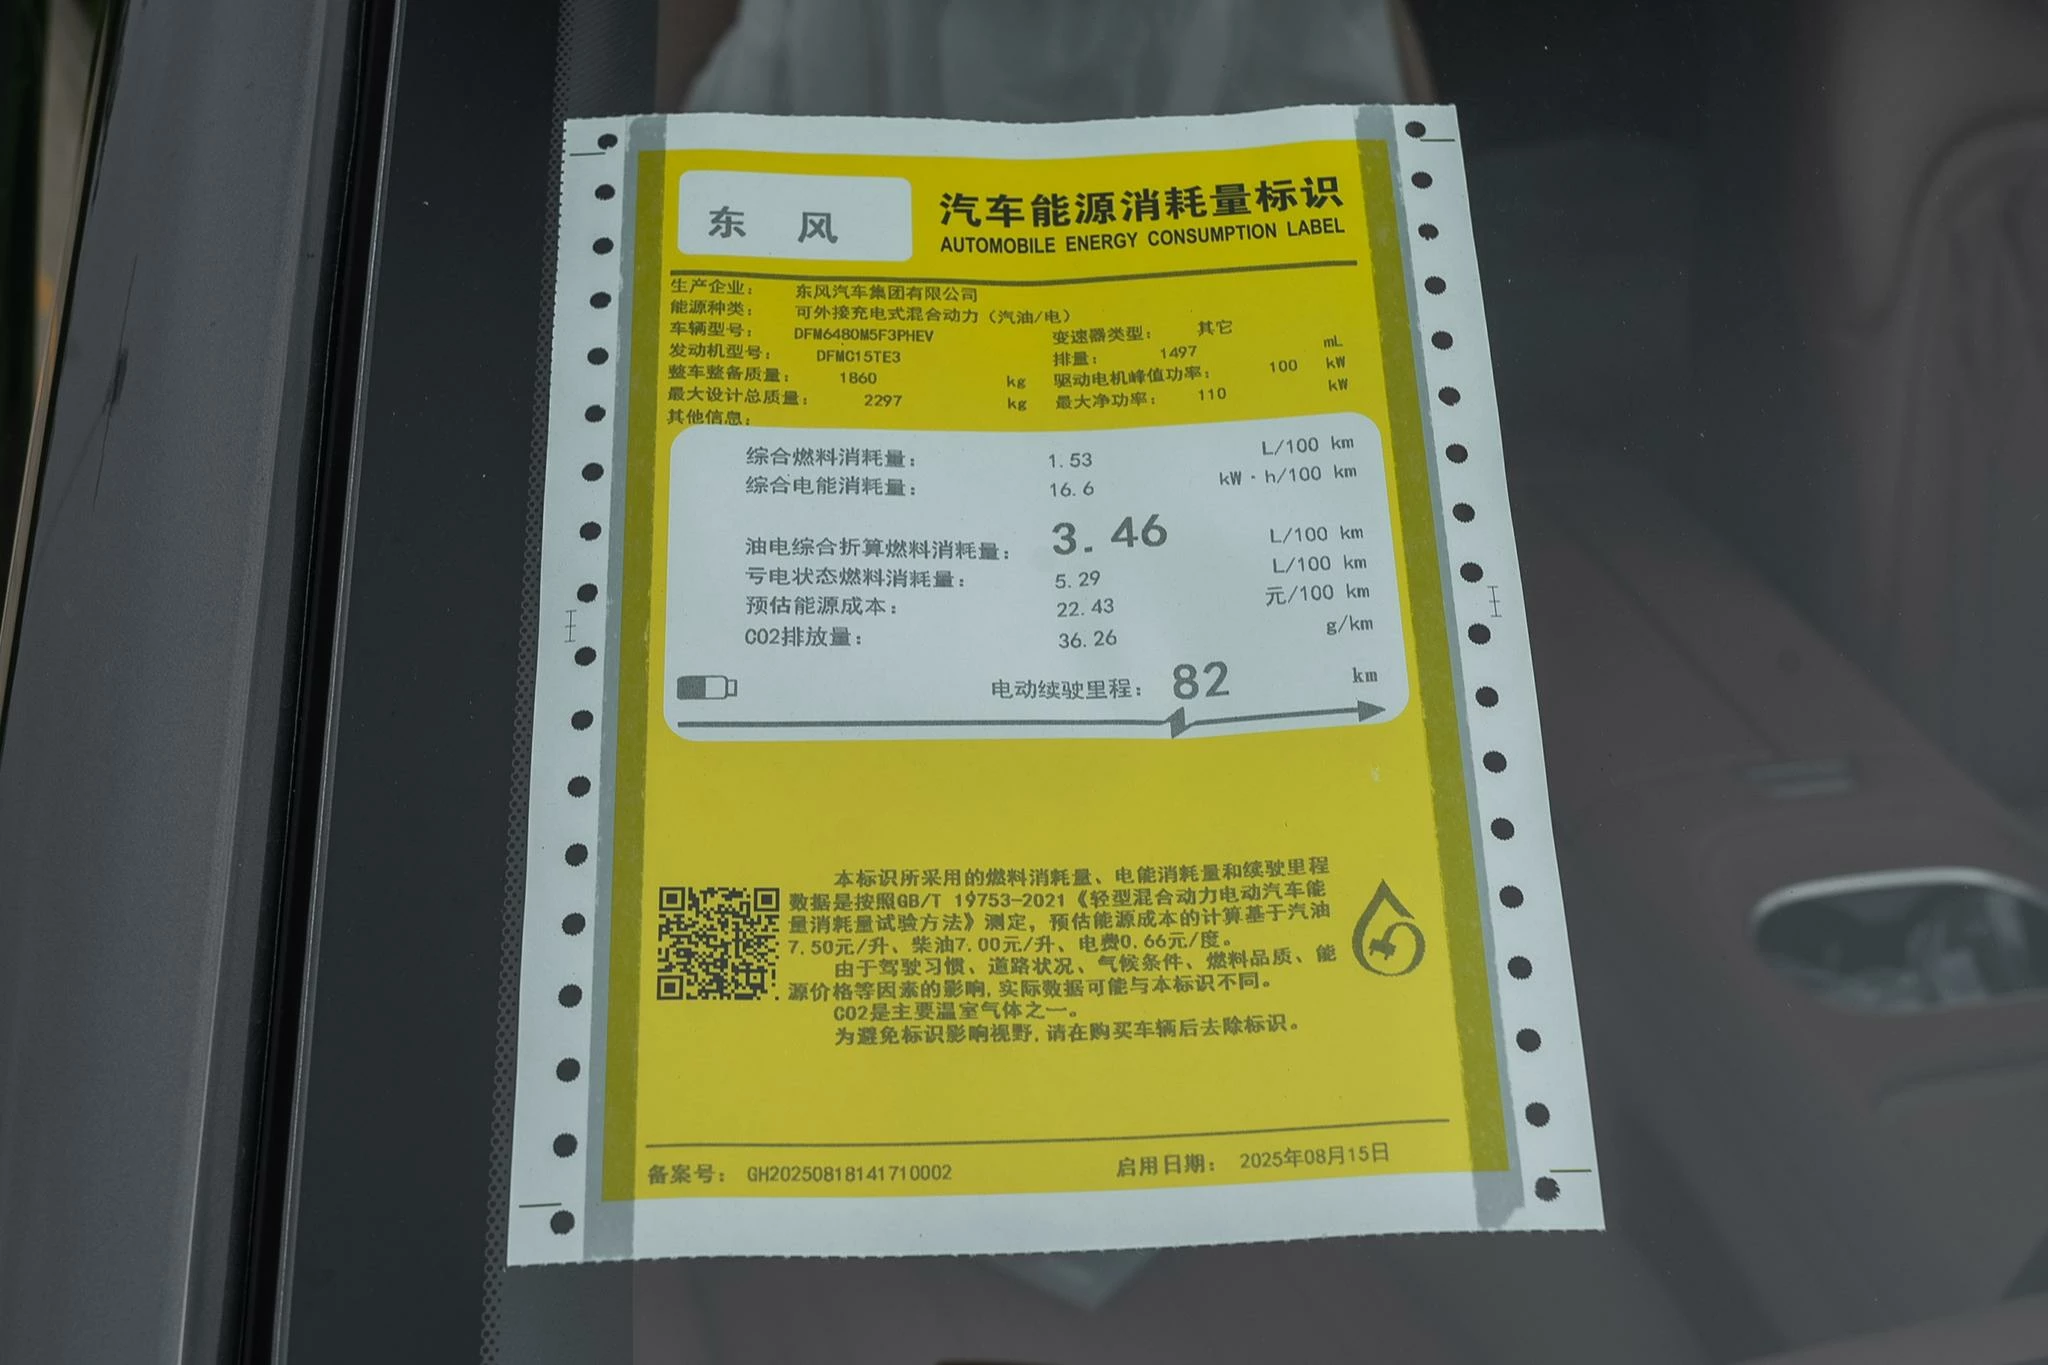 东 风
汽车能源消耗量标识
AUTOMOBILE ENERGY CONSUMPTION LABEL
生产企业： 东风汽车集团有限公司
能源种类： 可外接充电式混合动力（汽油/电）
车辆型号： DFM6480M5F3PHEV 变速器类型： 其它
发动机型号： DFMC15TE3 排量： 1497 mL
整车整备质量： 1860 kg 驱动电机峰值功率： 100 kW
最大设计总质量： 2297 kg 最大净功率： 110 kW
其他信息：
综合燃料消耗量： 1.53 L/100 km
综合电能消耗量： 16.6 kW·h/100 km
油电综合折算燃料消耗量： 3.46 L/100 km
亏电状态燃料消耗量： 5.29 L/100 km
预估能源成本： 22.43 元/100 km
CO2排放量： 36.26 g/km
电动续驶里程： 82 km
本标识所采用的燃料消耗量、电能消耗量和续驶里程
数据是按照GB/T 19753-2021《轻型混合动力电动汽车能
量消耗量试验方法》测定，预估能源成本的计算基于汽油
7.50元/升、柴油7.00元/升、电费0.66元/度。
由于驾驶习惯、道路状况、气候条件、燃料品质、能
源价格等因素的影响,实际数据可能与本标识不同。
CO2是主要温室气体之一。
为避免标识影响视野,请在购买车辆后去除标识。
备案号： GH20250818141710002 启用日期： 2025年08月15日